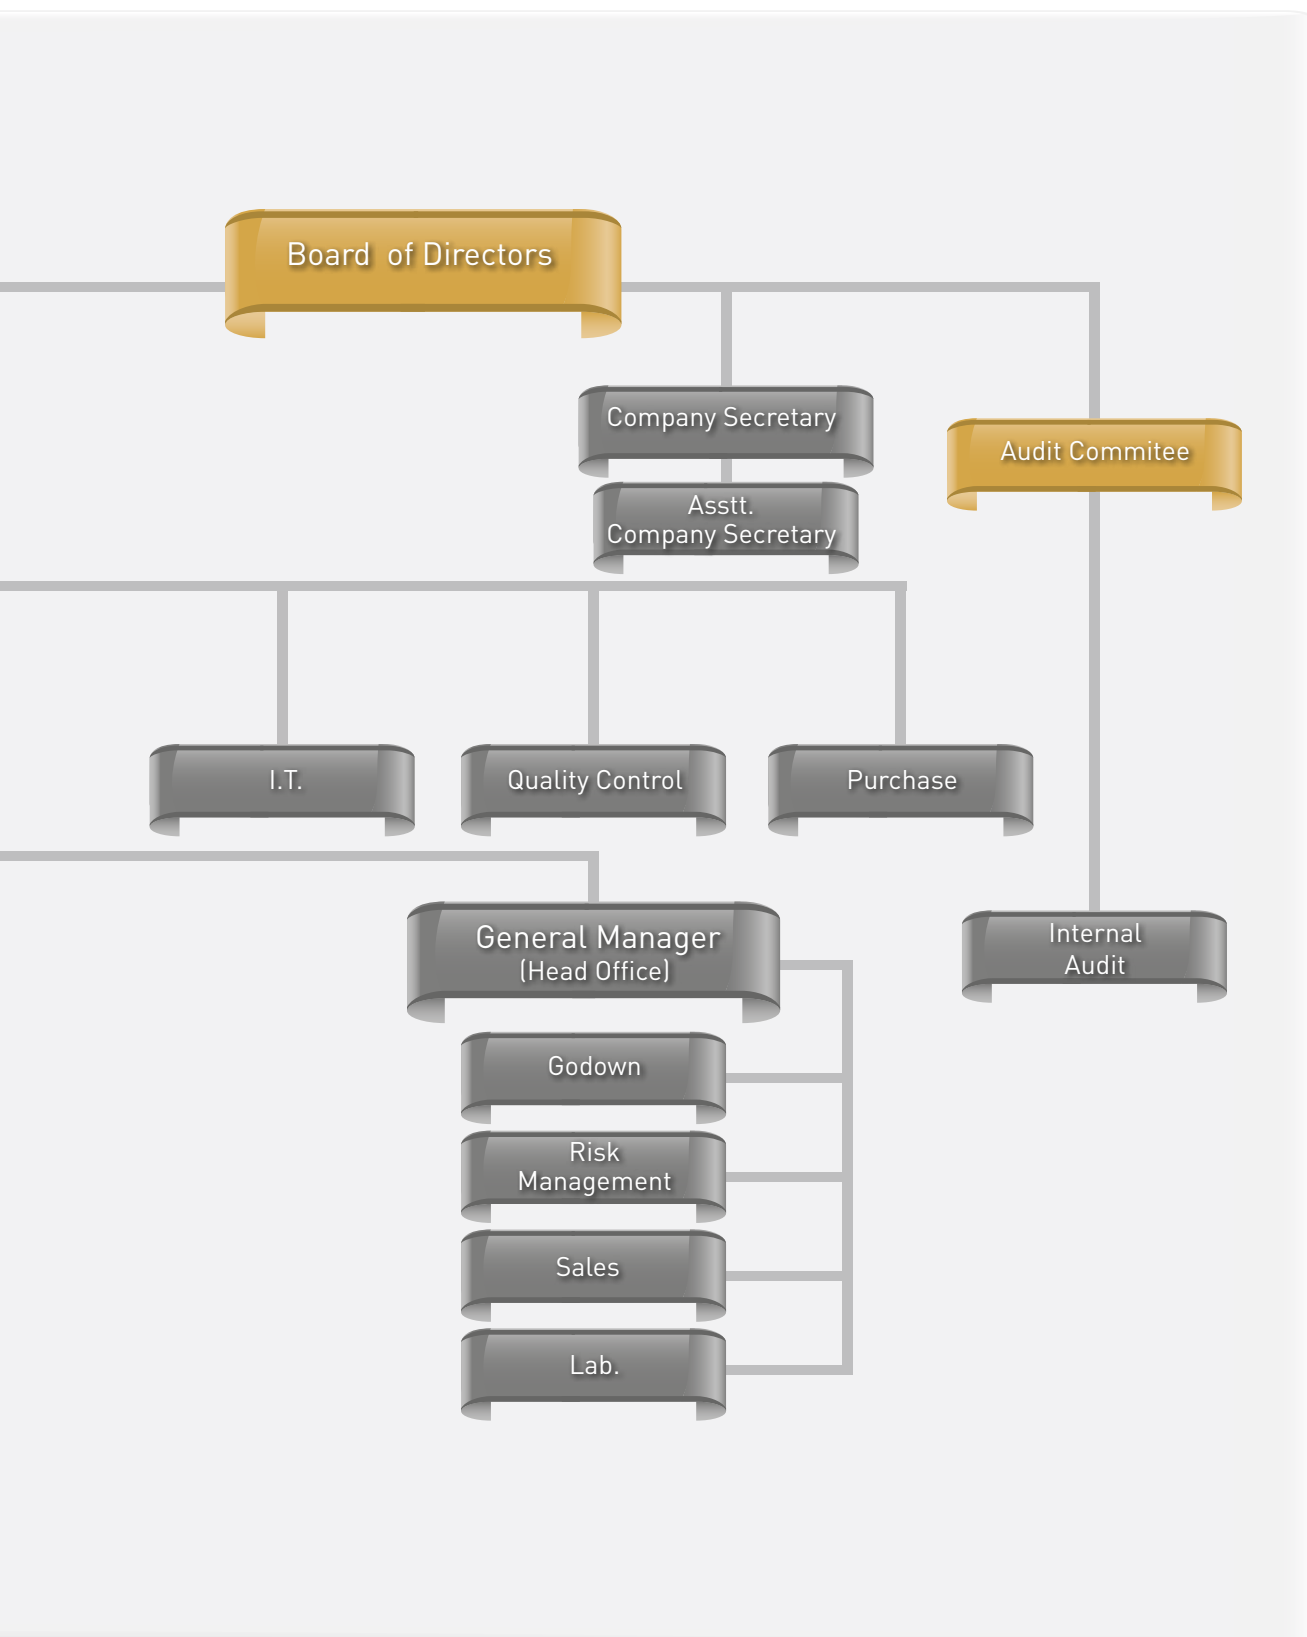 Board of Directors
Company Secretary
Audit Commitee
Asstt.
Company Secretary
I.T.
Quality Control
Purchase
General Manager
(Head Office)
Internal
Audit
Godown
Risk
Management
Sales
Lab.